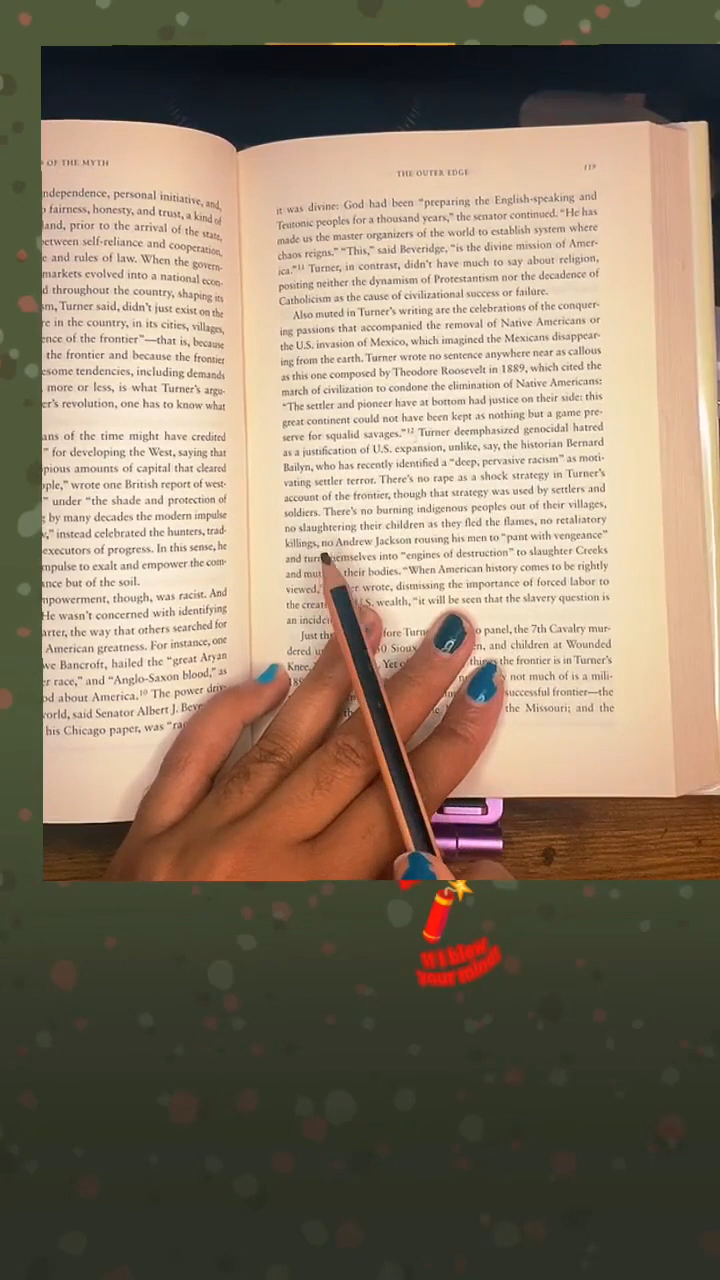 OF THE MYTH
ndependence, personal initiative, and,
fairness, honesty, and trust, a kind of
land, prior to the arrival of the state,
etween self-reliance and cooperation,
e and rules of law. When the govern-
markets evolved into a national econ-
d throughout the country, shaping its
sm, Turner said, didn't just exist on the
re in the country, in its cities, villages,
ence of the frontier"—that is, because
the frontier and because the frontier
esome tendencies, including demands
more or less, is what Turner's argu-
er's revolution, one has to know what
ans of the time might have credited
" for developing the West, saying that
pious amounts of capital that cleared
ple," wrote one British report of west-
" under "the shade and protection of
g by many decades the modern impulse
y," instead celebrated the hunters, trad-
executors of progress. In this sense, he
mpulse to exalt and empower the com-
ance but of the soil.
mpowerment, though, was racist. And
He wasn't concerned with identifying
arter, the way that others searched for
American greatness. For instance, one
we Bancroft, hailed the "great Aryan
er race," and "Anglo-Saxon blood," as
od about America.¹⁰ The power driv-
world, said Senator Albert J. Beve
his Chicago paper, was "ra
THE OUTER EDGE 119
it was divine: God had been "preparing the English-speaking and
Teutonic peoples for a thousand years," the senator continued. "He has
made us the master organizers of the world to establish system where
chaos reigns." "This," said Beveridge, "is the divine mission of Amer-
ica."¹¹ Turner, in contrast, didn't have much to say about religion,
positing neither the dynamism of Protestantism nor the decadence of
Catholicism as the cause of civilizational success or failure.
Also muted in Turner's writing are the celebrations of the conquer-
ing passions that accompanied the removal of Native Americans or
the U.S. invasion of Mexico, which imagined the Mexicans disappear-
ing from the earth. Turner wrote no sentence anywhere near as callous
as this one composed by Theodore Roosevelt in 1889, which cited the
march of civilization to condone the elimination of Native Americans:
"The settler and pioneer have at bottom had justice on their side: this
great continent could not have been kept as nothing but a game pre-
serve for squalid savages."¹² Turner deemphasized genocidal hatred
as a justification of U.S. expansion, unlike, say, the historian Bernard
Bailyn, who has recently identified a "deep, pervasive racism" as moti-
vating settler terror. There's no rape as a shock strategy in Turner's
account of the frontier, though that strategy was used by settlers and
soldiers. There's no burning indigenous peoples out of their villages,
no slaughtering their children as they fled the flames, no retaliatory
killings, no Andrew Jackson rousing his men to "pant with vengeance"
and turn themselves into "engines of destruction" to slaughter Creeks
and mut their bodies. "When American history comes to be rightly
viewed," er wrote, dismissing the importance of forced labor to
the creat U.S. wealth, "it will be seen that the slavery question is
an inciden
Just th fore Turn o panel, the 7th Cavalry mur-
dered u 50 Sioux en, and children at Wounded
Knee. Yet o things the frontier is in Turner's
189 not much of is a mili-
successful frontier—the
the Missouri; and the
If I blew
Your mind!